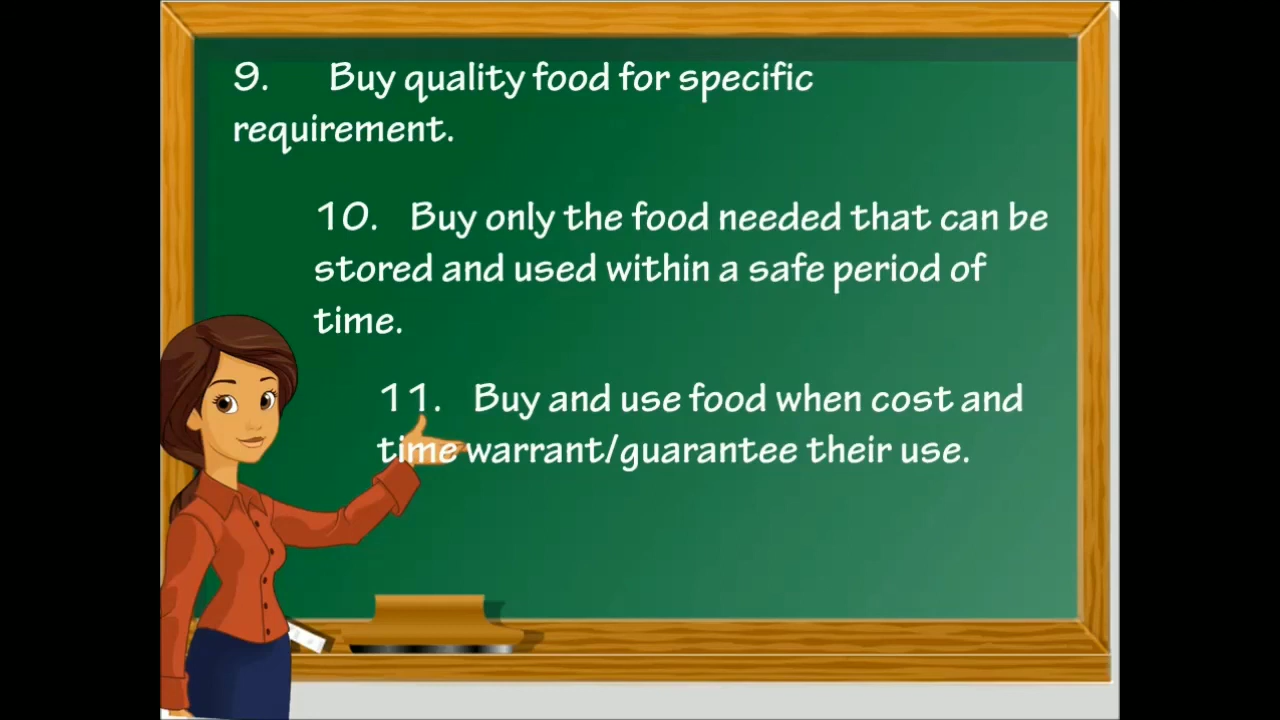 9. Buy quality food for specific
requirement.
10. Buy only the food needed that can be
stored and used within a safe period of
time.
11. Buy and use food when cost and
time warrant/guarantee their use.